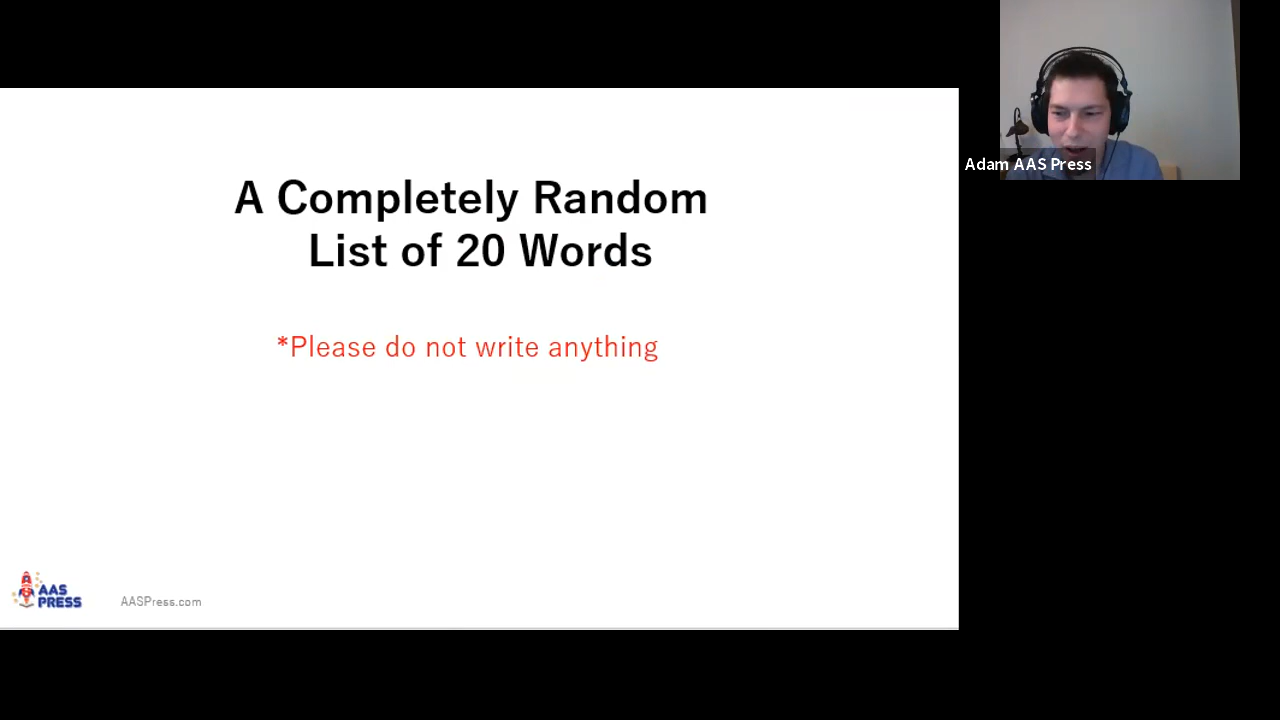 A Completely Random
List of 20 Words
*Please do not write anything
Adam AAS Press
AAS
PRESS
AASPress.com